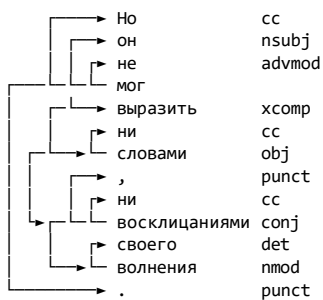 Но cc
он nsubj
не advmod
мог
выразить xcomp
ни cc
словами obj
, punct
ни cc
восклицаниями conj
своего det
волнения nmod
. punct